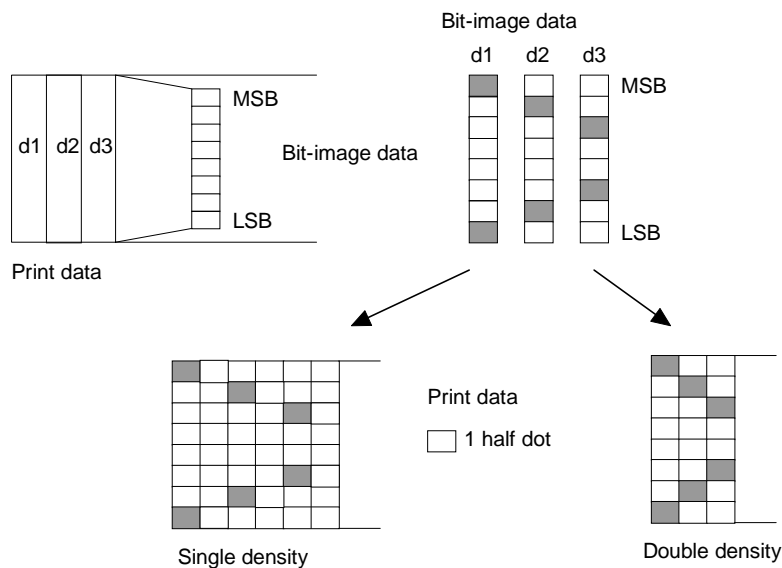 Bit-image data
d1 d2 d3
MSB
LSB
d1 d2 d3
MSB
LSB
Bit-image data
Print data
Print data
1 half dot
Single density
Double density